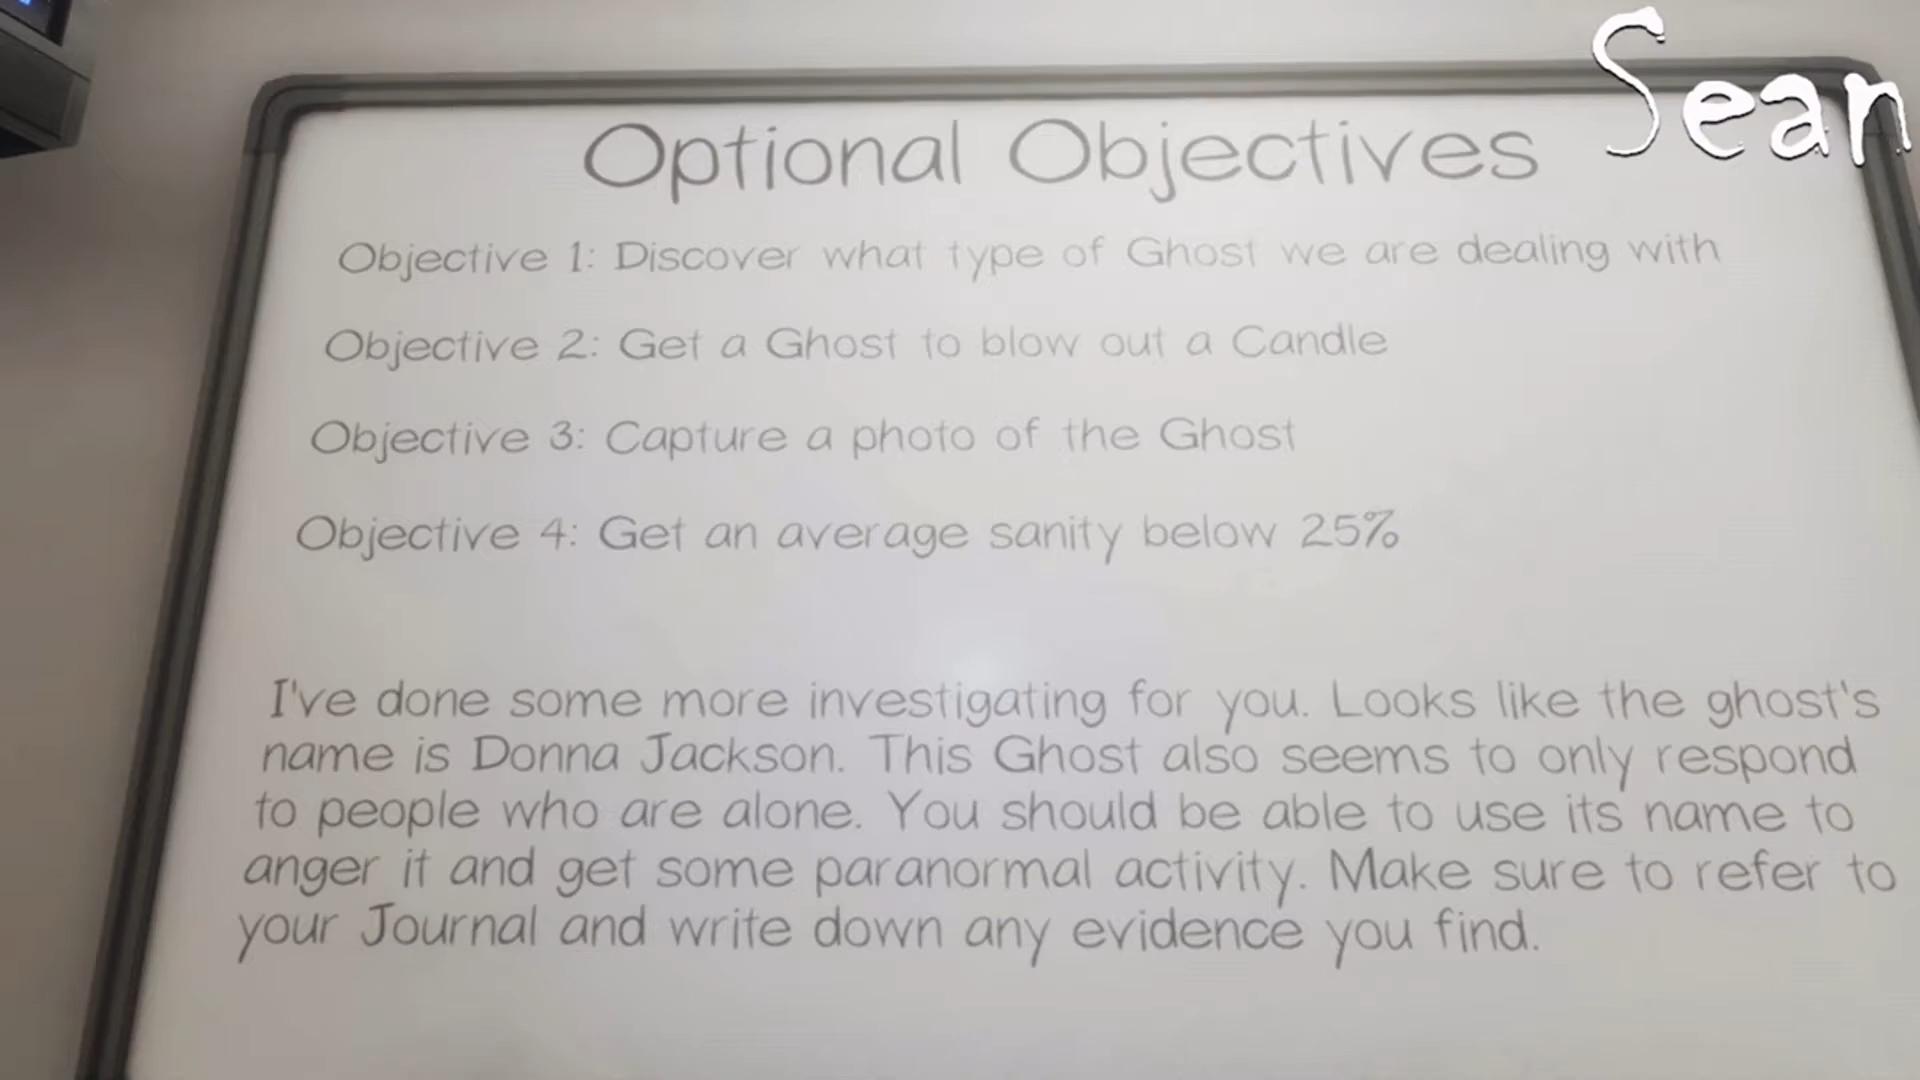 Sean
Optional Objectives
Objective 1: Discover what type of Ghost we are dealing with
Objective 2: Get a Ghost to blow out a Candle
Objective 3: Capture a photo of the Ghost
Objective 4: Get an average sanity below 25%
I've done some more investigating for you. Looks like the ghost's
name is Donna Jackson. This Ghost also seems to only respond
to people who are alone. You should be able to use its name to
anger it and get some paranormal activity. Make sure to refer to
your Journal and write down any evidence you find.